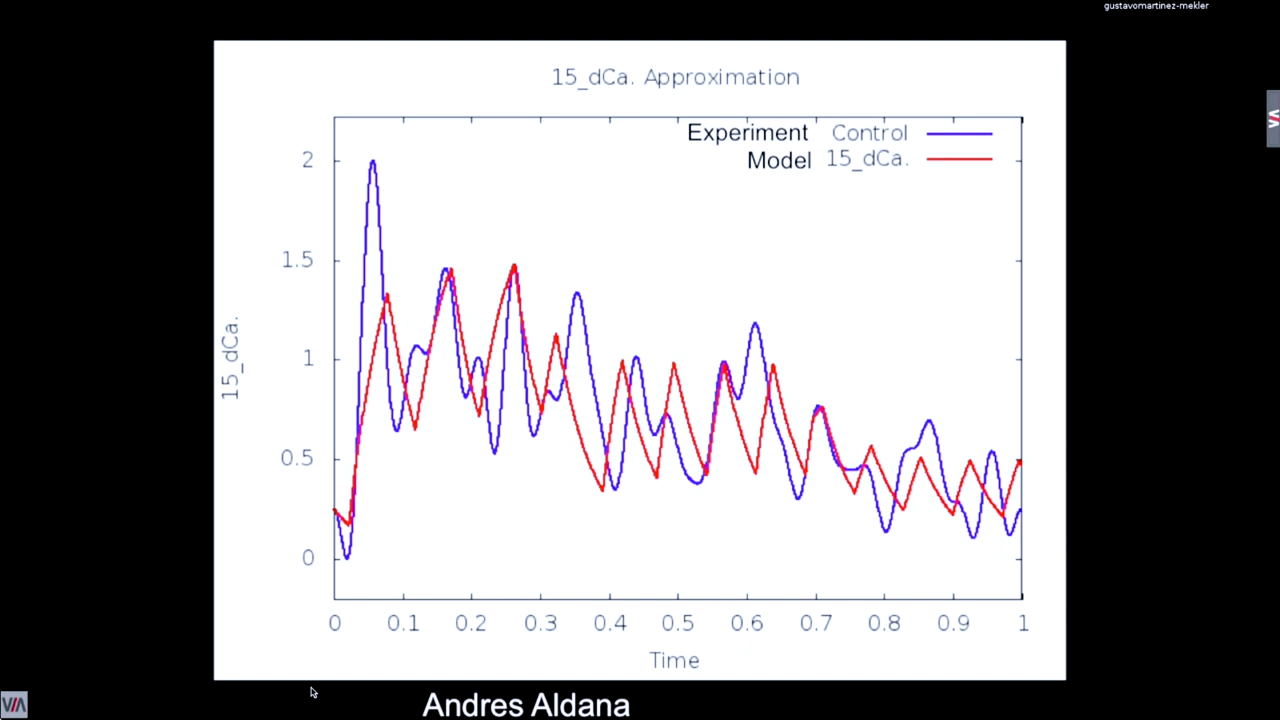 gustavomartinez-mekler
15_dCa. Approximation
Experiment Control
Model 15_dCa.
2
1.5
1
0.5
0
15_dCa.
0 0.1 0.2 0.3 0.4 0.5 0.6 0.7 0.8 0.9 1
Time
Andres Aldana
VIA
VIA